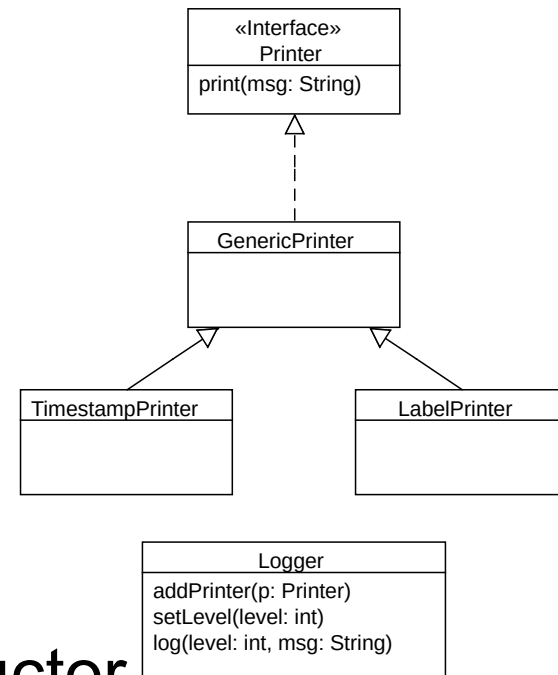 «Interface»
Printer
print(msg: String)
GenericPrinter
TimestampPrinter
LabelPrinter
Logger
addPrinter(p: Printer)
setLevel(level: int)
log(level: int, msg: String)